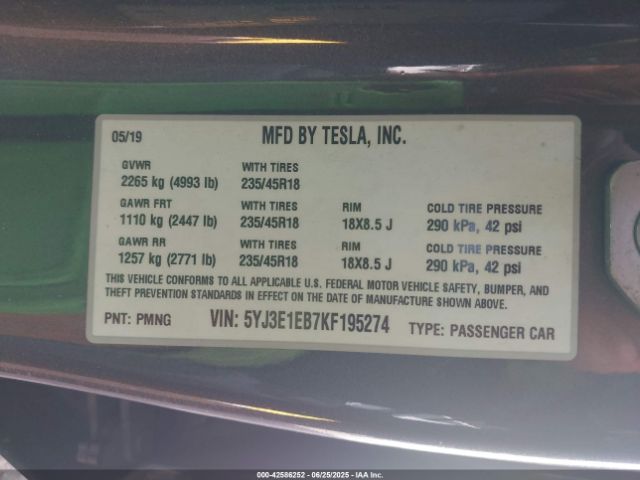 05/19 MFD BY TESLA, INC.
GVWR WITH TIRES
2265 kg (4993 lb) 235/45R18
GAWR FRT WITH TIRES RIM COLD TIRE PRESSURE
1110 kg (2447 lb) 235/45R18 18X8.5 J 290 kPa, 42 psi
GAWR RR WITH TIRES RIM COLD TIRE PRESSURE
1257 kg (2771 lb) 235/45R18 18X8.5 J 290 kPa, 42 psi
THIS VEHICLE CONFORMS TO ALL APPLICABLE U.S. FEDERAL MOTOR VEHICLE SAFETY, BUMPER, AND
THEFT PREVENTION STANDARDS IN EFFECT ON THE DATE OF MANUFACTURE SHOWN ABOVE.
PNT: PMNG VIN: 5YJ3E1EB7KF195274 TYPE: PASSENGER CAR
000-42586252 - 06/25/2025 - IAA Inc.